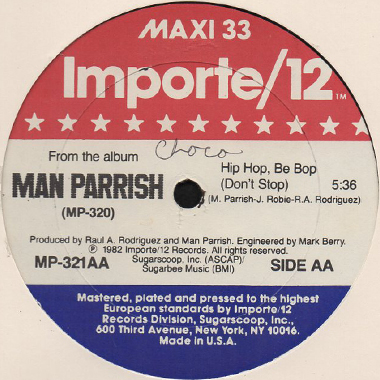 MAXI 33
Importe/12 TM
Choco
From the album
MAN PARRISH
(MP-320)
Hip Hop, Be Bop
(Don't Stop) 5:36
(M. Parrish-J. Robie-R.A. Rodriguez)
Produced by Raul A. Rodriguez and Man Parrish. Engineered by Mark Berry.
℗ 1982 Importe/12 Records. All rights reserved.
MP-321AA
Sugarscoop, Inc. (ASCAP)/
Sugarbee Music (BMI)
SIDE AA
Mastered, plated and pressed to the highest
European standards by Importe/12
Records Division, Sugarscoop, Inc.,
600 Third Avenue, New York, NY 10016.
Made in U.S.A.